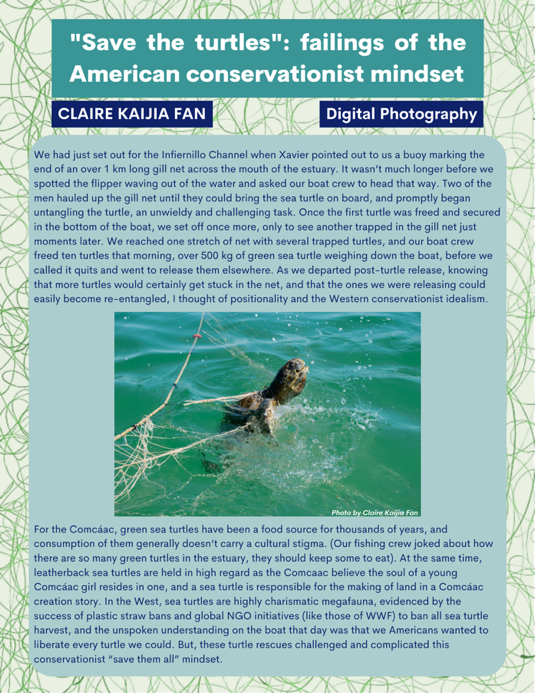 "Save the turtles": failings of the
American conservationist mindset
CLAIRE KAIJIA FAN
Digital Photography
We had just set out for the Infiernillo Channel when Xavier pointed out to us a buoy marking the
end of an over 1 km long gill net across the mouth of the estuary. It wasn't much longer before we
spotted the flipper waving out of the water and asked our boat crew to head that way. Two of the
men hauled up the gill net until they could bring the sea turtle on board, and promptly began
untangling the turtle, an unwieldy and challenging task. Once the first turtle was freed and secured
in the bottom of the boat, we set off once more, only to see another trapped in the gill net just
moments later. We reached one stretch of net with several trapped turtles, and our boat crew
freed ten turtles that morning, over 500 kg of green sea turtle weighing down the boat, before we
called it quits and went to release them elsewhere. As we departed post-turtle release, knowing
that more turtles would certainly get stuck in the net, and that the ones we were releasing could
easily become re-entangled, I thought of positionality and the Western conservationist idealism.
Photo by Claire Kaijia Fan
For the Comcáac, green sea turtles have been a food source for thousands of years, and
consumption of them generally doesn't carry a cultural stigma. (Our fishing crew joked about how
there are so many green turtles in the estuary, they should keep some to eat). At the same time,
leatherback sea turtles are held in high regard as the Comcaac believe the soul of a young
Comcáac girl resides in one, and a sea turtle is responsible for the making of land in a Comcáac
creation story. In the West, sea turtles are highly charismatic megafauna, evidenced by the
success of plastic straw bans and global NGO initiatives (like those of WWF) to ban all sea turtle
harvest, and the unspoken understanding on the boat that day was that we Americans wanted to
liberate every turtle we could. But, these turtle rescues challenged and complicated this
conservationist "save them all" mindset.